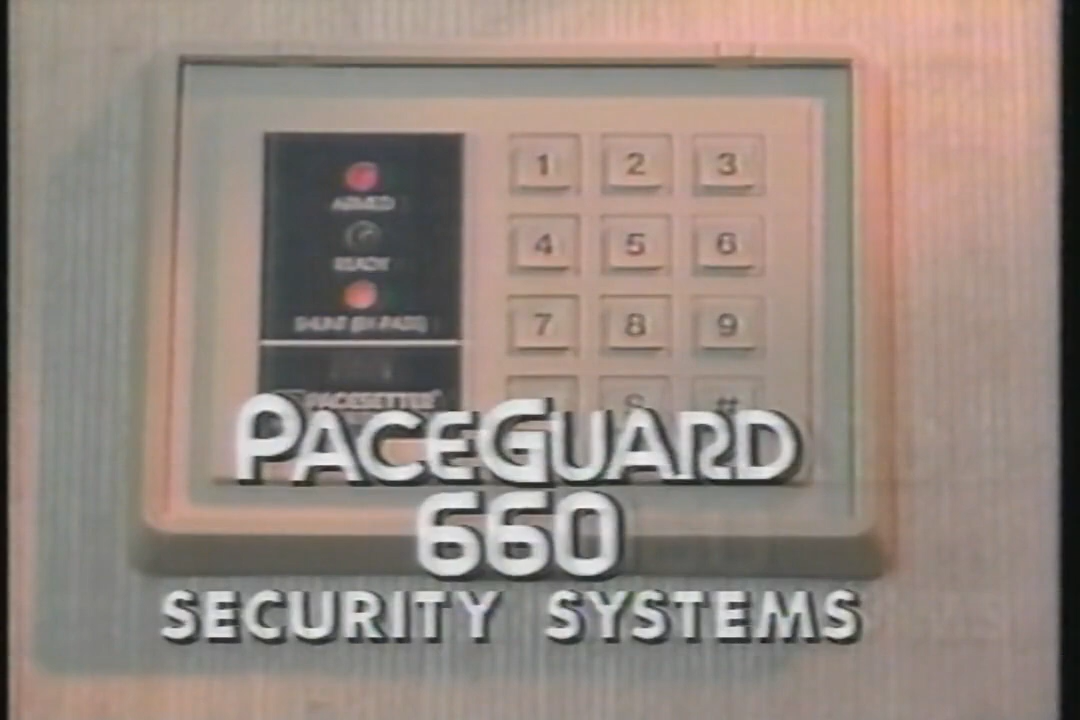 1 2 3
ARMED
4 5 6
READY
7 8 9
SHUNT (BY-PASS)
PACESETTER
#
PACEGUARD
660
SECURITY SYSTEMS